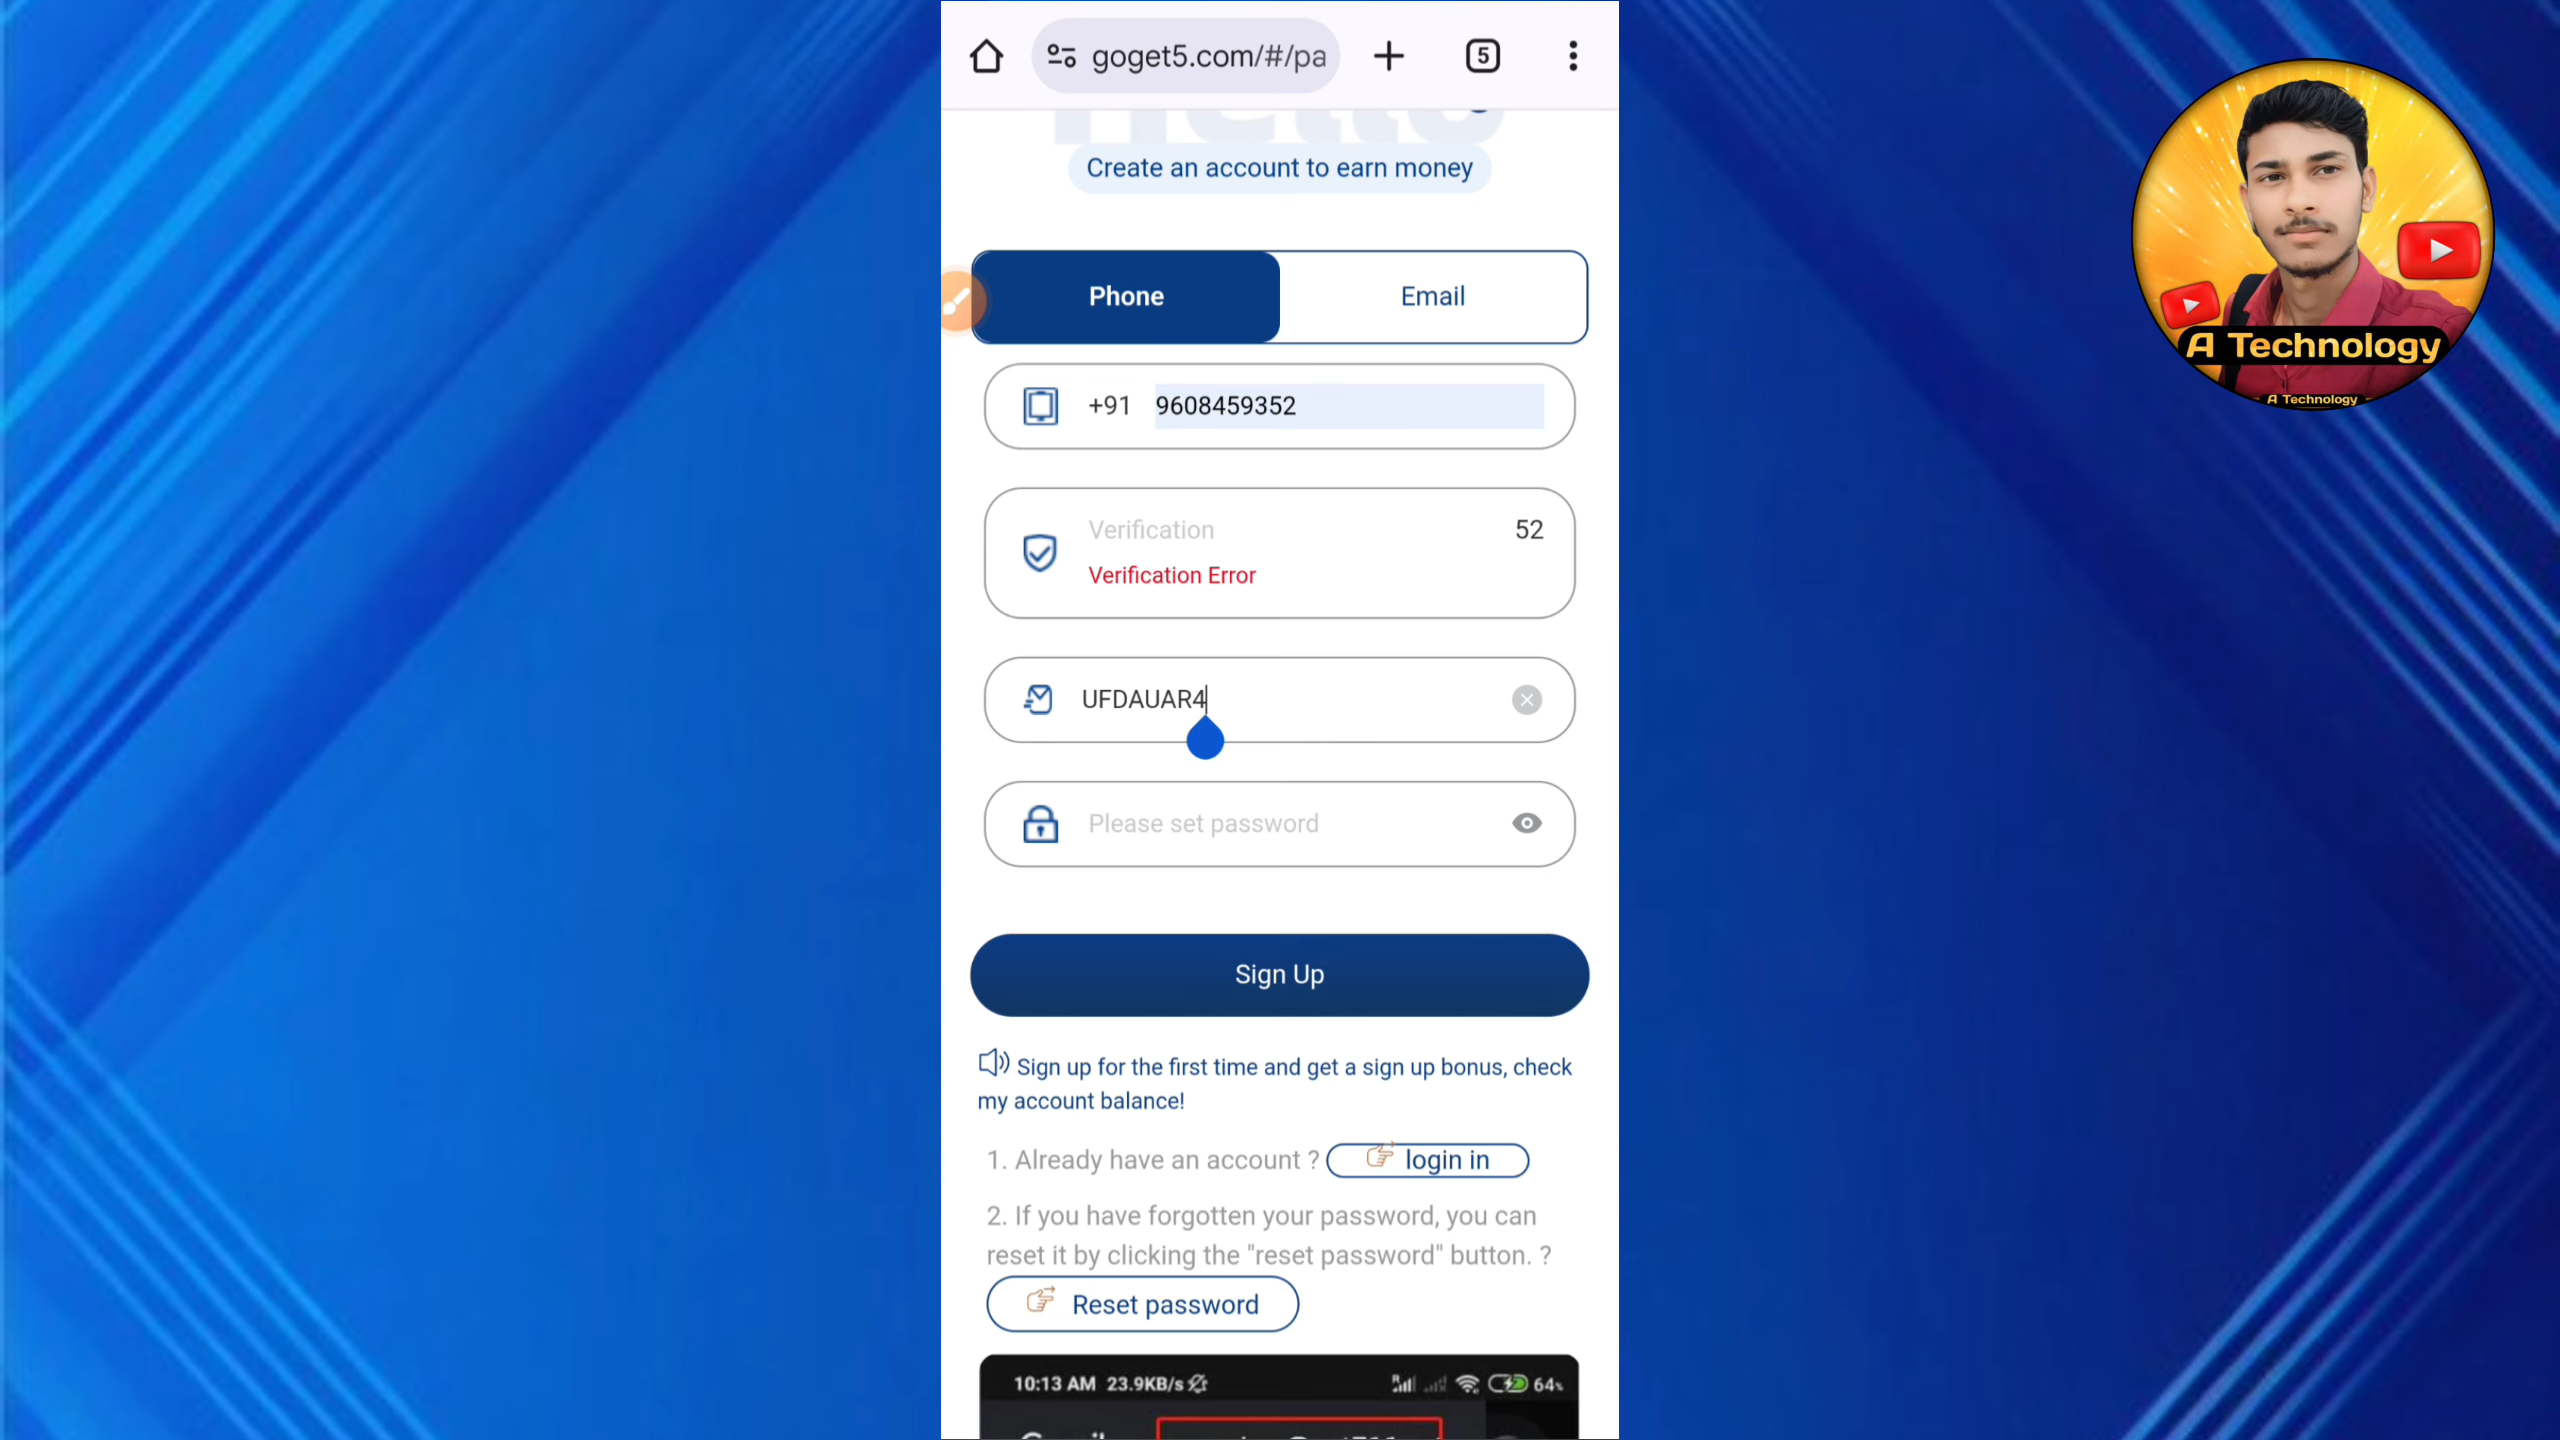 goget5.com/#/pa
5
Create an account to earn money
Phone
Email
+91 9608459352
Verification
52
Verification Error
UFDAUAR4
Please set password
Sign Up
Sign up for the first time and get a sign up bonus, check
my account balance!
1. Already have an account ? login in
2. If you have forgotten your password, you can
reset it by clicking the "reset password" button. ?
Reset password
10:13 AM 23.9KB/s
64%
A Technology
A Technology